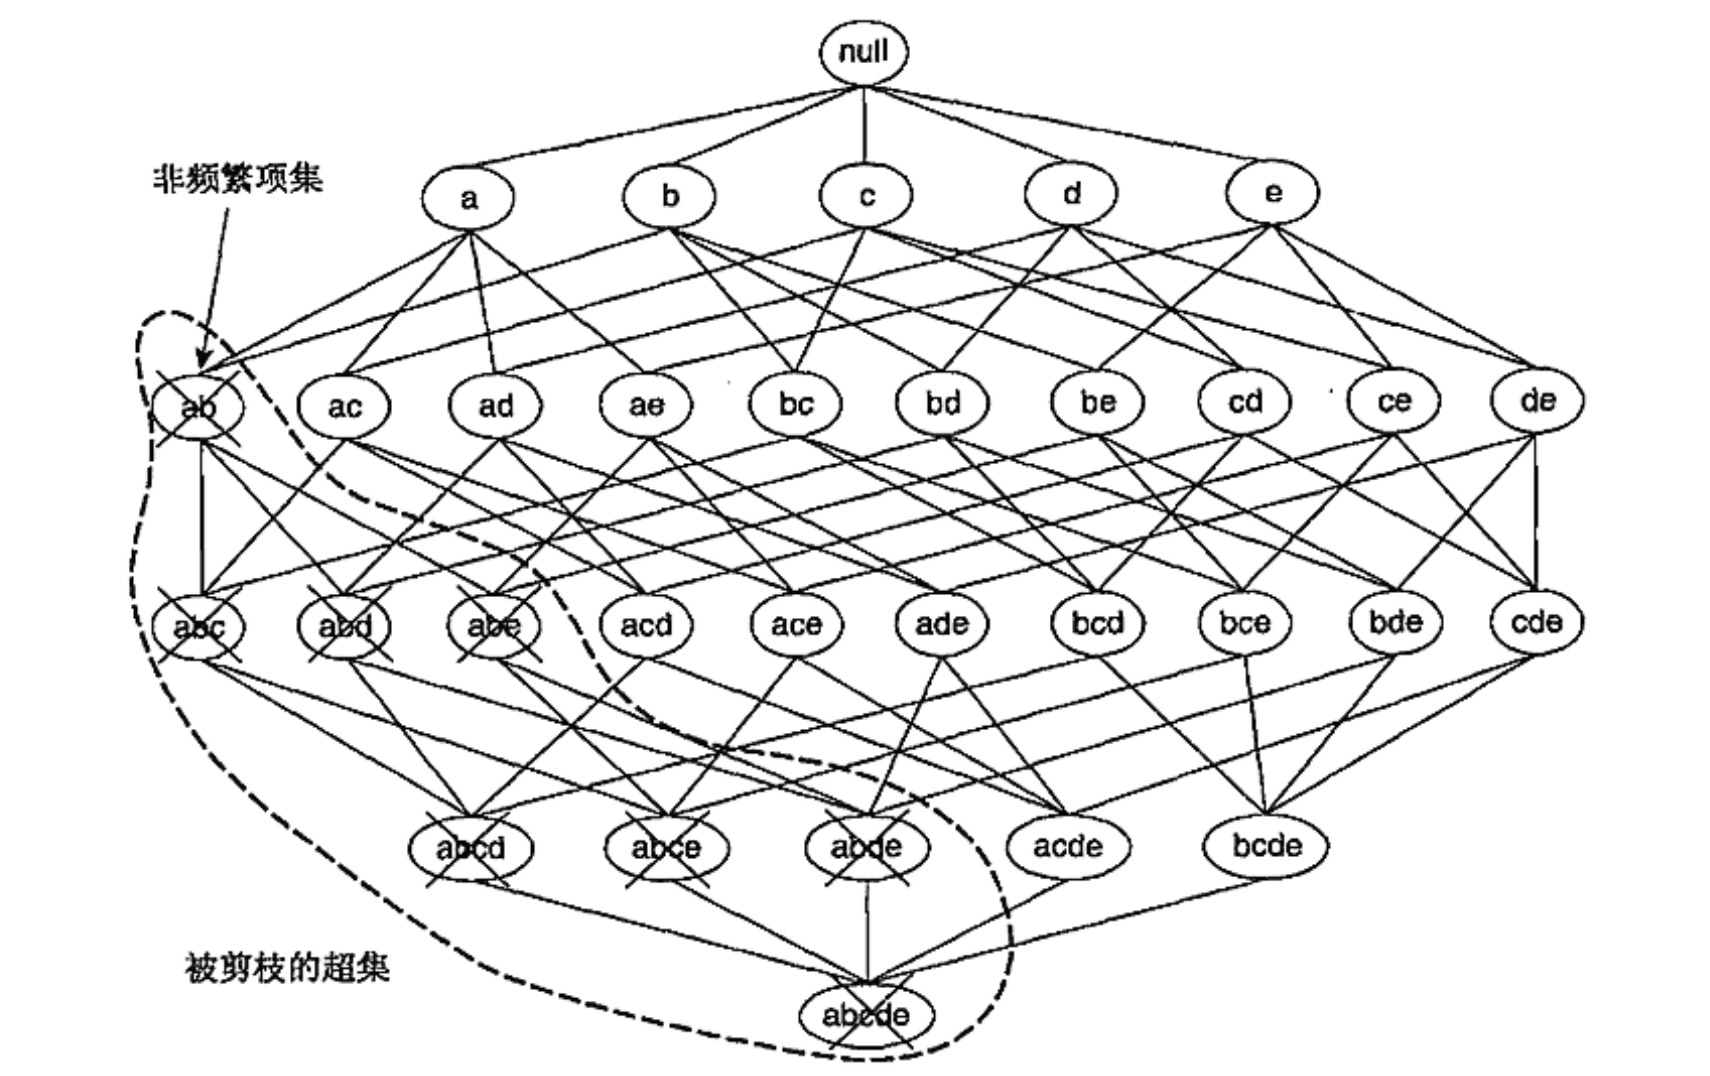 null
非频繁项集
a b c d e
ab ac ad ae bc bd be cd ce de
abc abd abe acd ace ade bcd bce bde cde
abcd abce abde acde bcde
被剪枝的超集
abcde